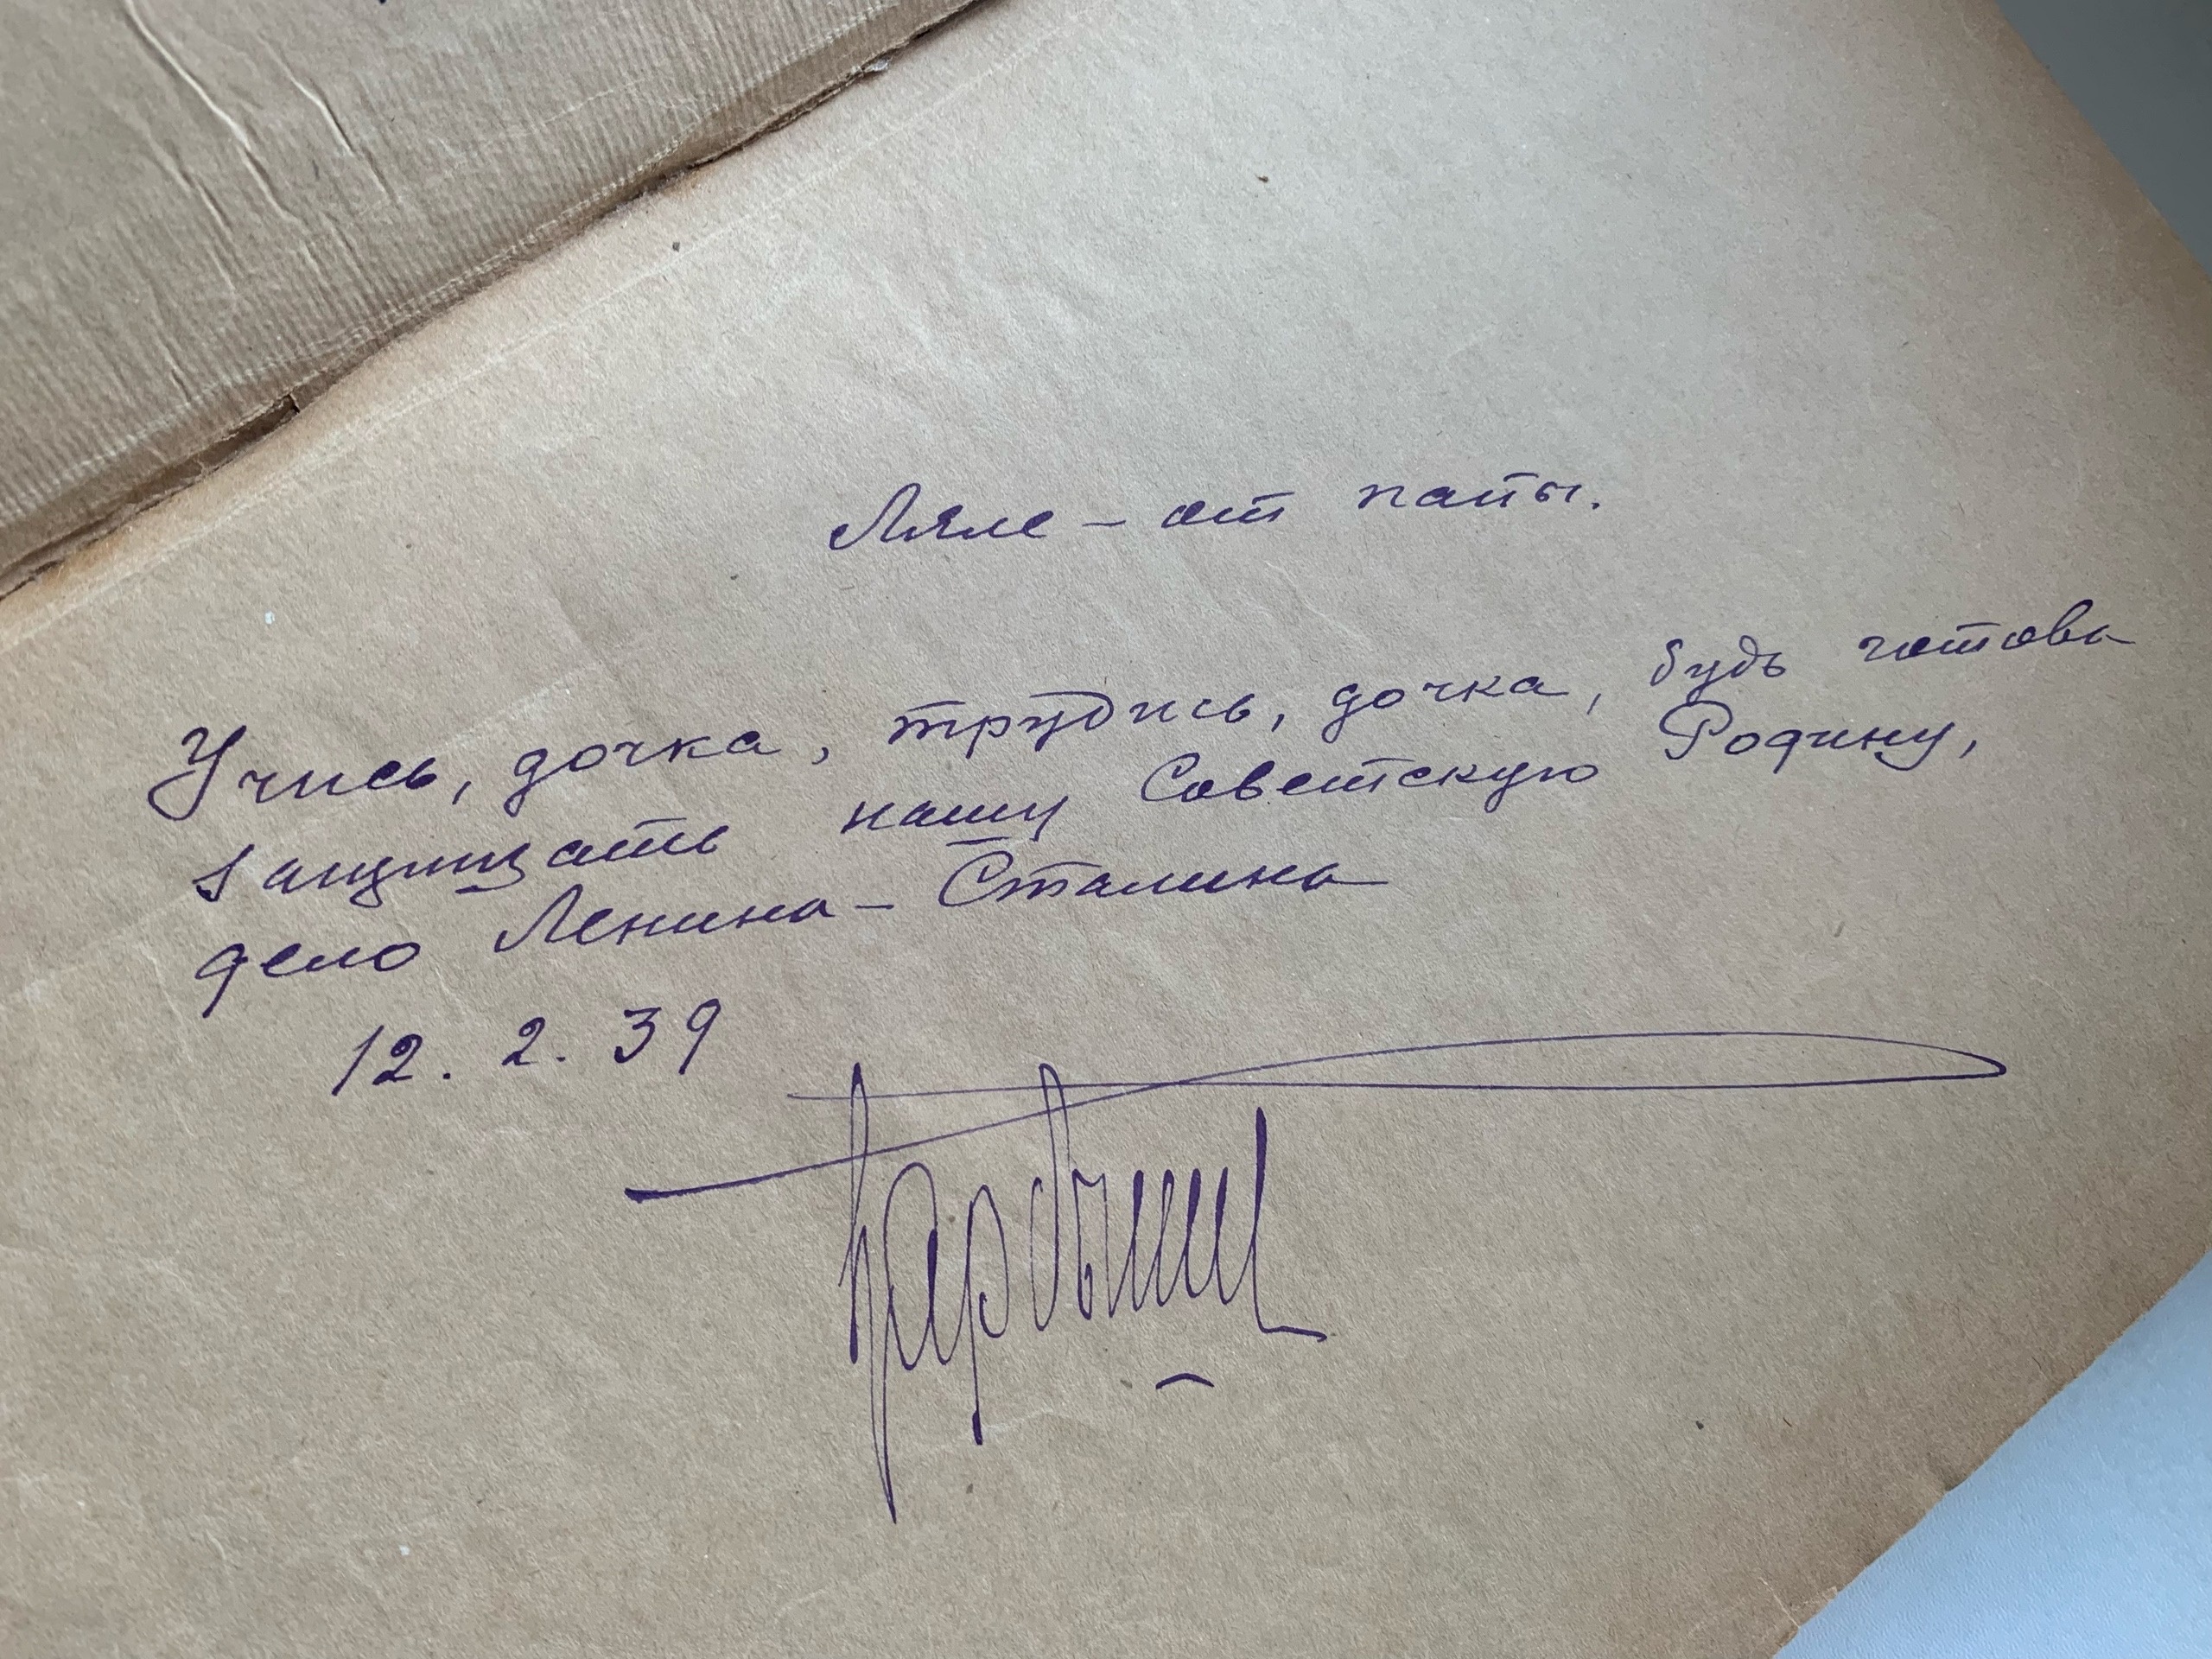 Ляле – от папы.
Учись, дочка, трудись, дочка, будь готова
защищать нашу Советскую Родину,
дело Ленина – Сталина
12. 2. 39
Карбышев